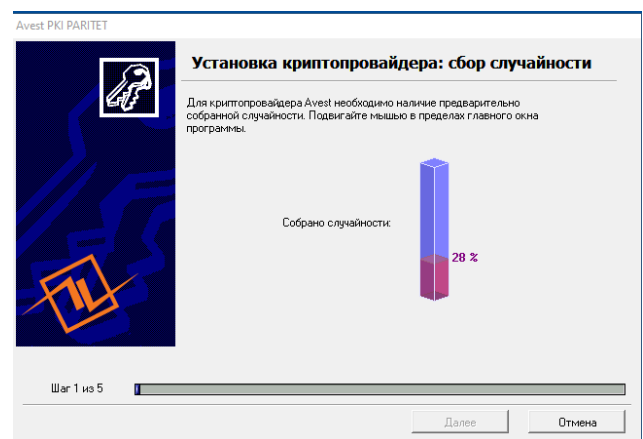 Avest PKI PARITET
Установка криптопровайдера: сбор случайности
Для криптопровайдера Avest необходимо наличие предварительно
собранной случайности. Подвигайте мышью в пределах главного окна
программы.
Собрано случайности:
28 %
Шаг 1 из 5
Далее
Отмена